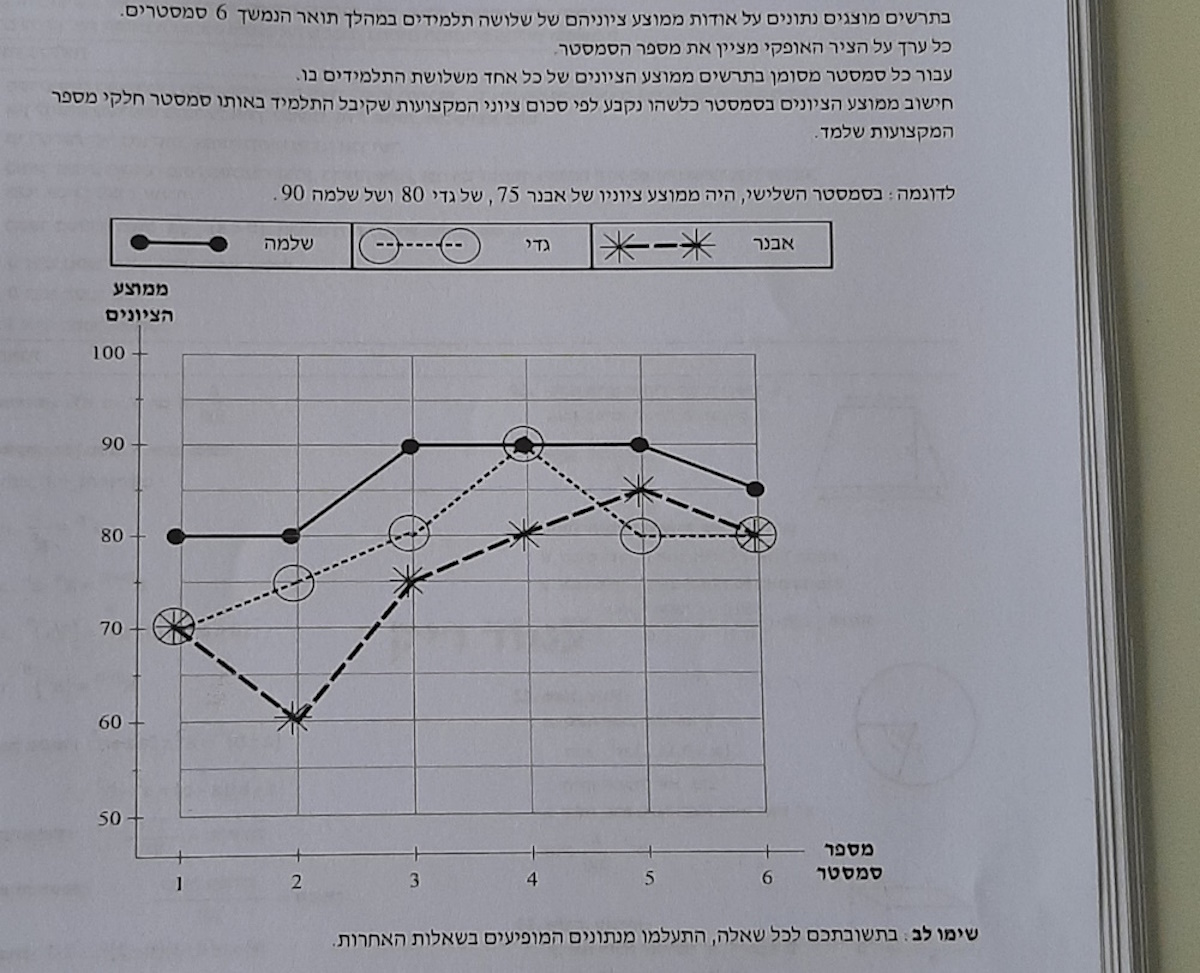 בתרשים מוצגים נתונים על אודות ממוצע ציוניהם של שלושה תלמידים במהלך תואר הנמשך 6 סמסטרים.
כל ערך על הציר האופקי מציין את מספר הסמסטר.
עבור כל סמסטר מסומן בתרשים ממוצע הציונים של כל אחד משלושת התלמידים בו.
חישוב ממוצע הציונים בסמסטר כלשהו נקבע לפי סכום ציוני המקצועות שקיבל התלמיד באותו סמסטר חלקי מספר
המקצועות שלמד.
לדוגמה: בסמסטר השלישי, היה ממוצע ציוניו של אבנר 75, של גדי 80 ושל שלמה 90.
אבנר גדי שלמה
ממוצע
הציונים
100
90
80
70
60
50
1 2 3 4 5 6
מספר
סמסטר
שימו לב: בתשובתכם לכל שאלה, התעלמו מנתונים המופיעים בשאלות האחרות.